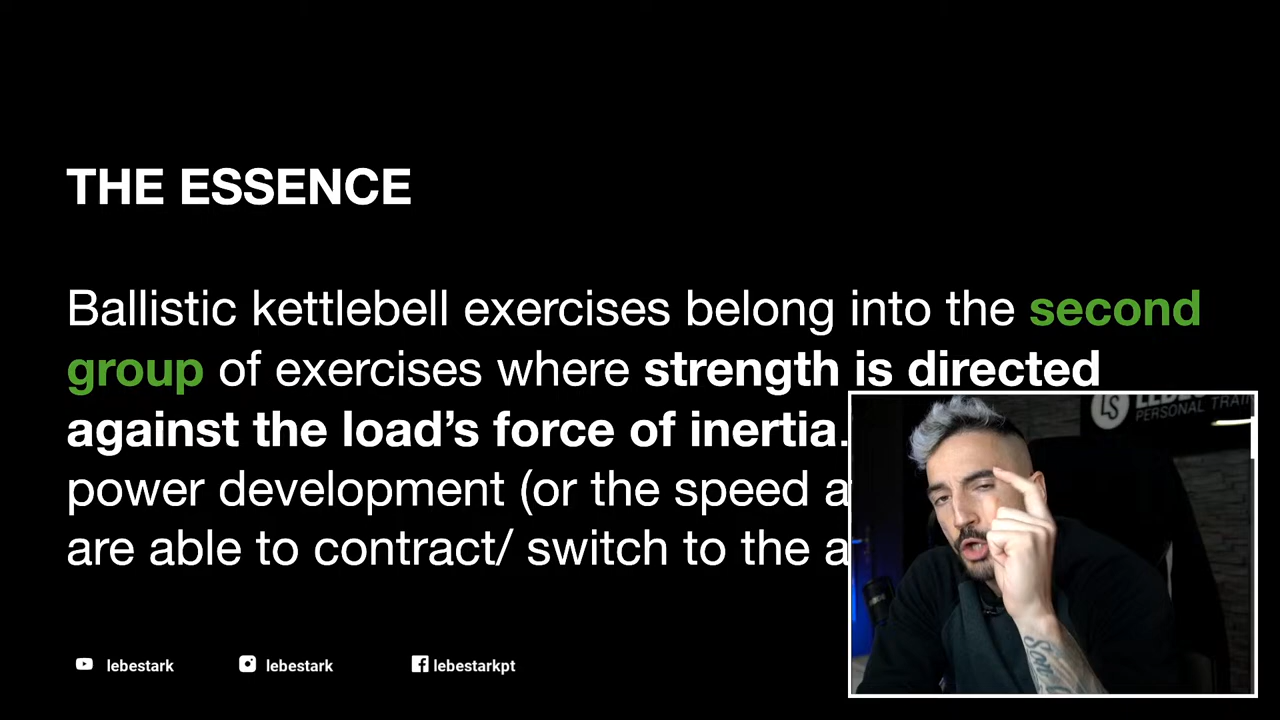 THE ESSENCE
Ballistic kettlebell exercises belong into the second
group of exercises where strength is directed
against the load’s force of inertia.
power development (or the speed
are able to contract/ switch to the
lebestark
lebestark
lebestarkpt
LS
PERSONAL